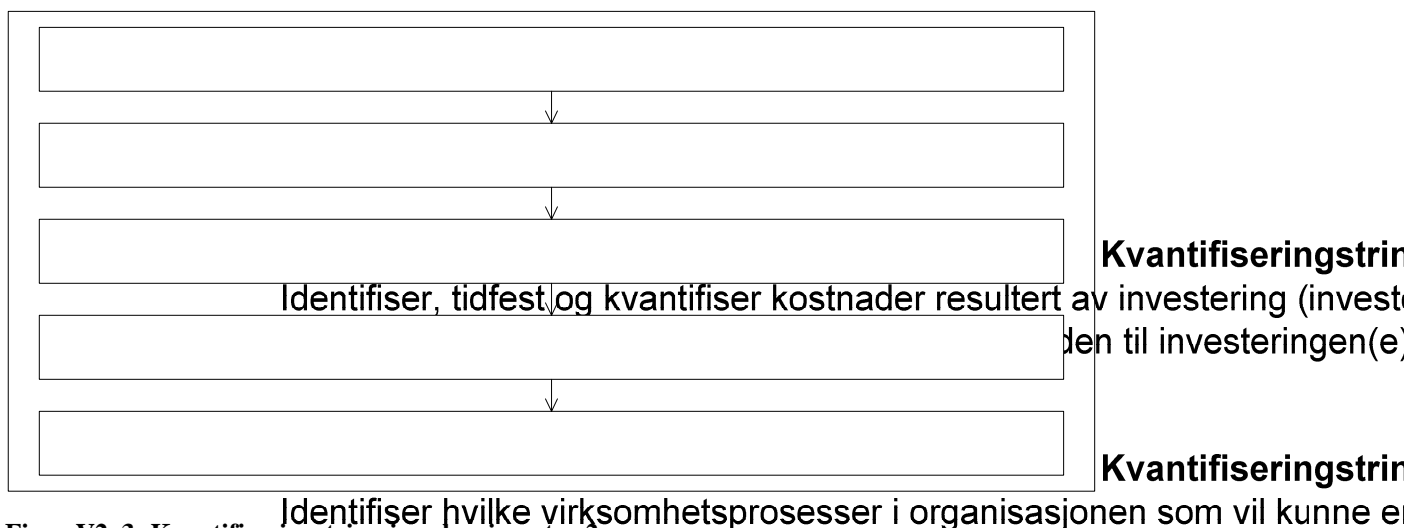 Kvantifiseringstrin
Identifiser, tidfest og kvantifiser kostnader resultert av investering (investe
den til investeringen(e)
Kvantifiseringstrin
Identifiser hvilke virksomhetsprosesser i organisasjonen som vil kunne e